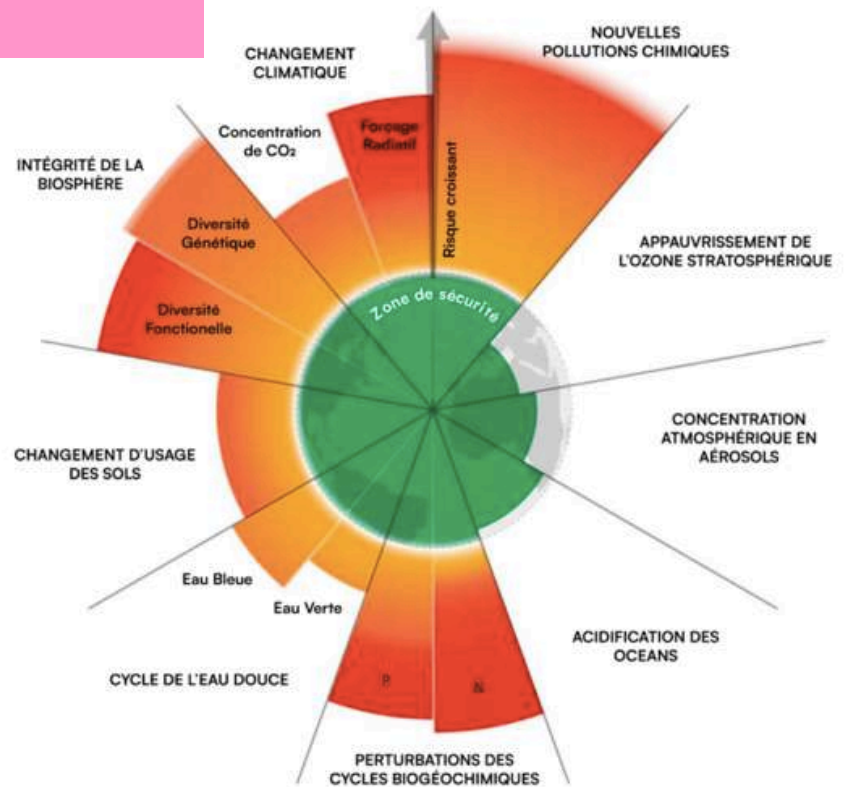 NOUVELLES
POLLUTIONS CHIMIQUES
CHANGEMENT
CLIMATIQUE
Forçage
Radiatif
Concentration
de CO₂
Risque croissant
INTÉGRITÉ DE LA
BIOSPHÈRE
Diversité
Génétique
APPAUVRISSEMENT DE
L'OZONE STRATOSPHÉRIQUE
Zone de sécurité
Diversité
Fonctionelle
CONCENTRATION
ATMOSPHÉRIQUE EN
AÉROSOLS
CHANGEMENT D'USAGE
DES SOLS
Eau Bleue
Eau Verte
ACIDIFICATION DES
OCEANS
CYCLE DE L'EAU DOUCE
P
N
PERTURBATIONS DES
CYCLES BIOGÉOCHIMIQUES